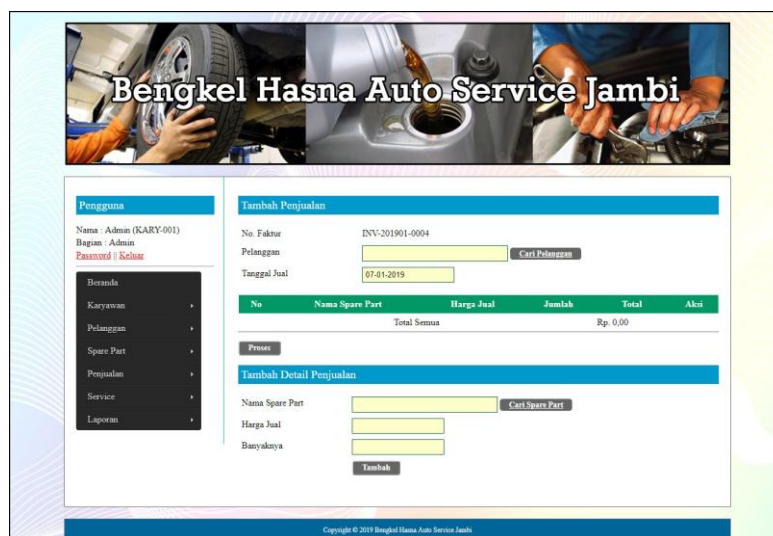 Bengkel Hasna Auto Service Jambi
Pengguna
Nama : Admin (KARY-001)
Bagian : Admin
Password || Keluar
Beranda
Karyawan
Pelanggan
Spare Part
Penjualan
Service
Laporan
Tambah Penjualan
No. Faktur INV-201901-0004
Pelanggan Cari Pelanggan
Tanggal Jual 07-01-2019
No Nama Spare Part Harga Jual Jumlah Total Aksi
Total Semua Rp. 0,00
Proses
Tambah Detail Penjualan
Nama Spare Part Cari Spare Part
Harga Jual
Banyaknya
Tambah
Copyright © 2019 Bengkel Hasna Auto Service Jambi